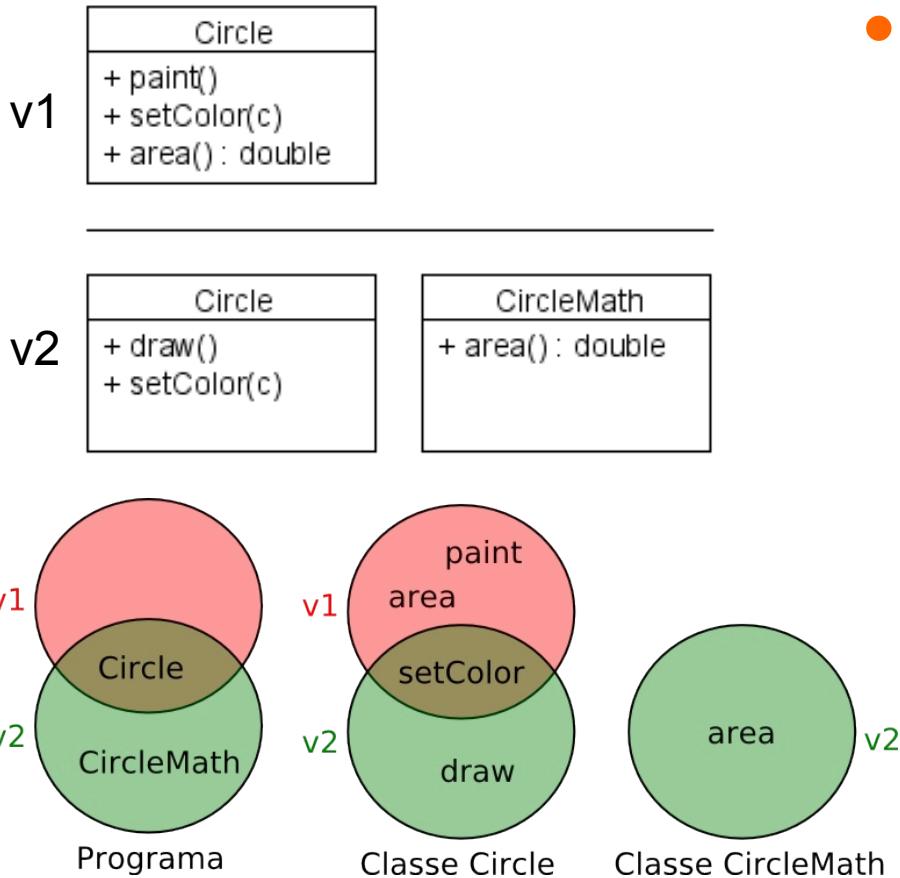 Circle
+ paint()
+ setColor(c)
+ area() : double
v1
Circle
+ draw()
+ setColor(c)
CircleMath
+ area() : double
v2
v1
Circle
v2
CircleMath
Programa
paint
area
v1
setColor
v2
draw
Classe Circle
area
v2
Classe CircleMath